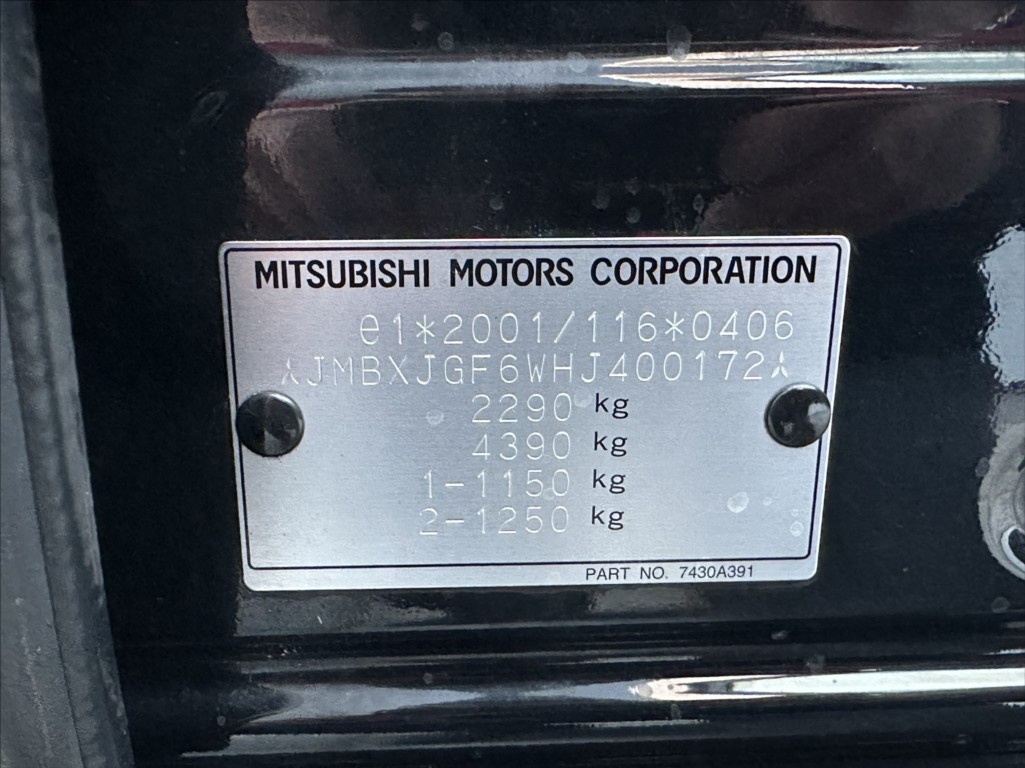 MITSUBISHI MOTORS CORPORATION
e1*2001/116*0406
⅄JMBXJGF6WHJ400172⅄
2290 kg
4390 kg
1-1150 kg
2-1250 kg
PART NO. 7430A391